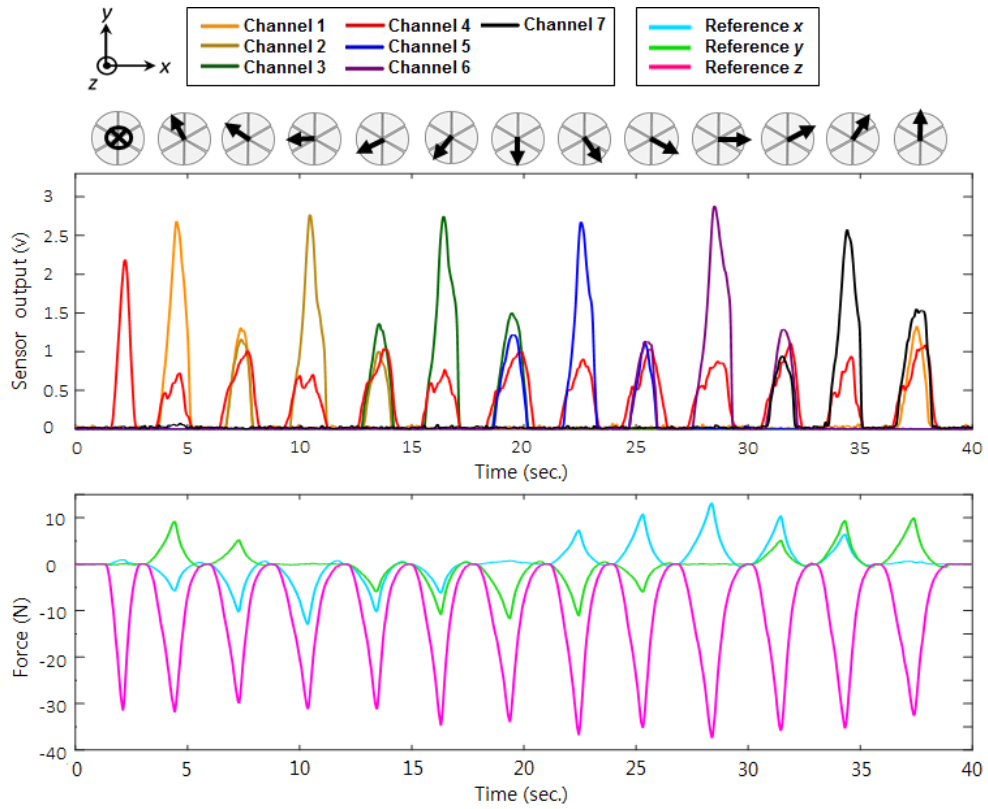 y
x
z
Channel 1
Channel 2
Channel 3
Channel 4
Channel 5
Channel 6
Channel 7
Reference x
Reference y
Reference z
Sensor output (v)
3
2.5
2
1.5
1
0.5
0
0 5 10 15 20 25 30 35 40
Time (sec.)
Force (N)
10
0
-10
-20
-30
-40
0 5 10 15 20 25 30 35 40
Time (sec.)